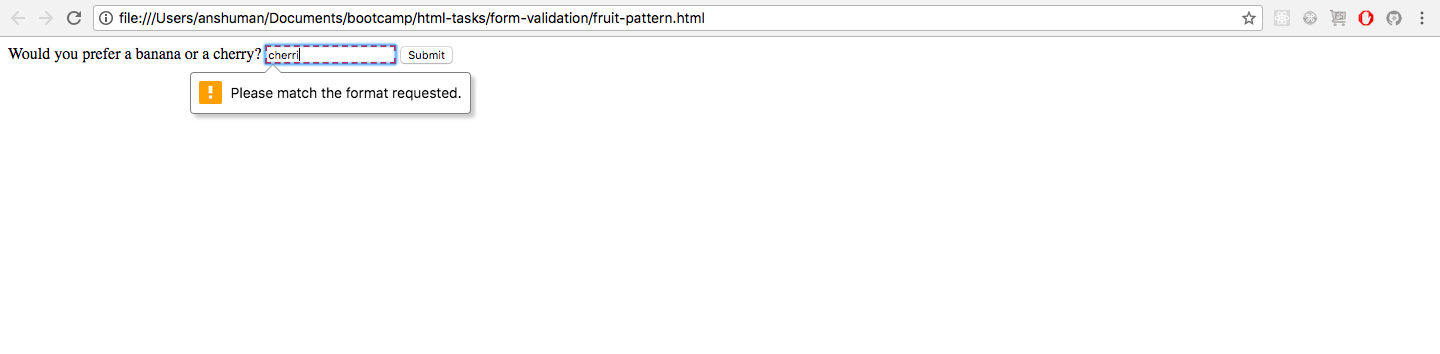 file:///Users/anshuman/Documents/bootcamp/html-tasks/form-validation/fruit-pattern.html
Would you prefer a banana or a cherry? cherri Submit
Please match the format requested.